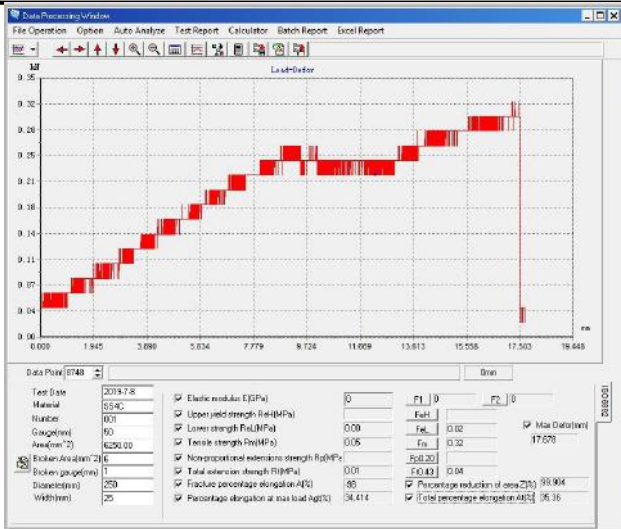 Data Processing Window
File Operation Option Auto Analyze Test Report Calculator Batch Report Excel Report
Load-Defor
0.35
0.32
0.28
0.25
0.21
0.18
0.14
0.11
0.07
0.04
0.00
0.000 1.945 3.890 5.834 7.779 9.724 11.669 13.613 15.558 17.503 19.448
Data Point 8748 0mm
Test Date 2019-7-8
Material SS4C
Number 001
Gauge(mm) 50
Area(mm^2) 6250.00
Broken Area(mm^2) 6
Broken gauge(mm) 1
Diameter(mm) 250
Width(mm) 25
Elastic modulus E(GPa) 0
Upper yield strength ReH(MPa)
Lower strength ReL(MPa) 0.00
Tensile strength Rm(MPa) 0.05
Non-proportional extensions strength Rp(MPa
Total extension strength Rt(MPa) 0.01
Fracture percentage elongation A(%) -98
Percentage elongation at max load Agt(%) 34.414
F1 0 F2 0
FeH
FeL 0.02
Fm 0.32
Fp0.20
Ft0.43 0.04
Max Defor(mm)
17.678
Percentage reduction of area Z(%) 99.904
Total percentage elongation At(%) 35.36
ISO6892